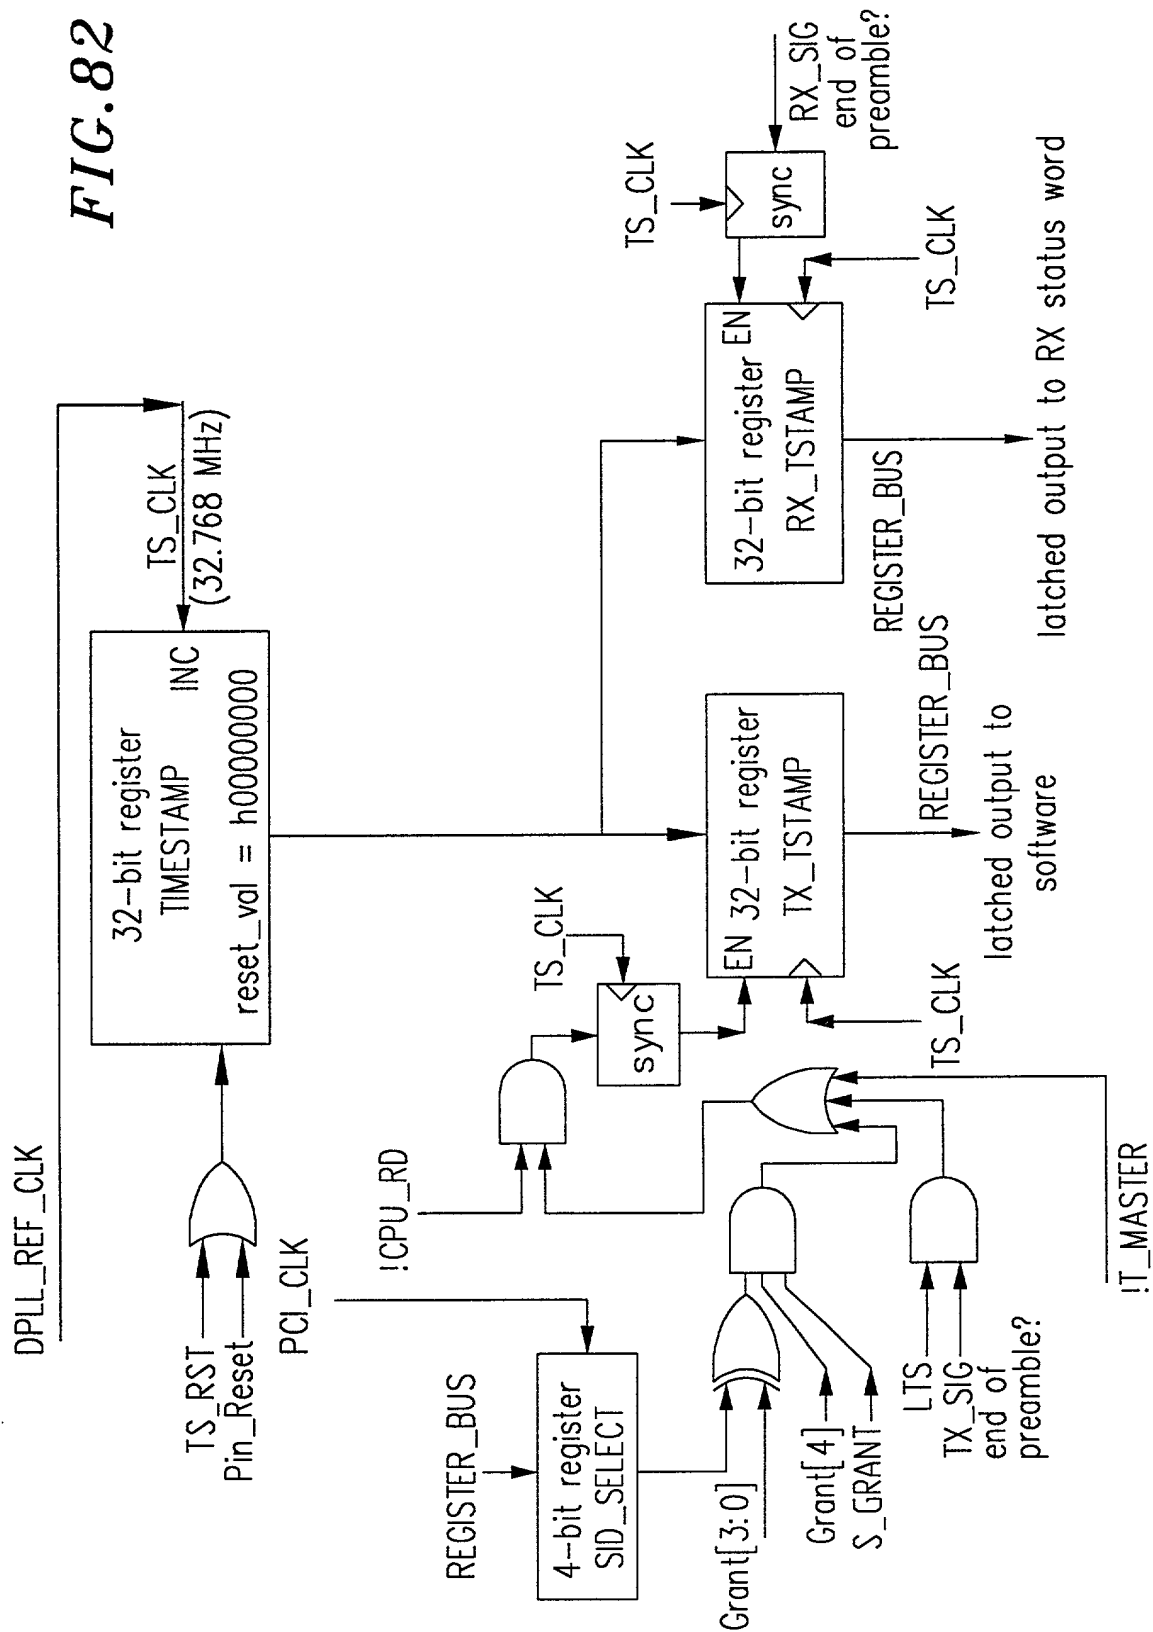 FIG.82
DPLL_REF_CLK
TS_RST
Pin_Reset
32-bit register
TIMESTAMP
INC
reset_val = h00000000
TS_CLK
(32.768 MHz)
PCI_CLK
!CPU_RD
REGISTER_BUS
4-bit register
SID_SELECT
Grant[3:0]
Grant[4]
S_GRANT
LTS
TX_SIG
end of
preamble?
!T_MASTER
TS_CLK
sync
TS_CLK
EN
32-bit register
TX_TSTAMP
REGISTER_BUS
latched output to
software
32-bit register
EN
RX_TSTAMP
TS_CLK
sync
RX_SIG
end of
preamble?
TS_CLK
REGISTER_BUS
latched output to RX status word